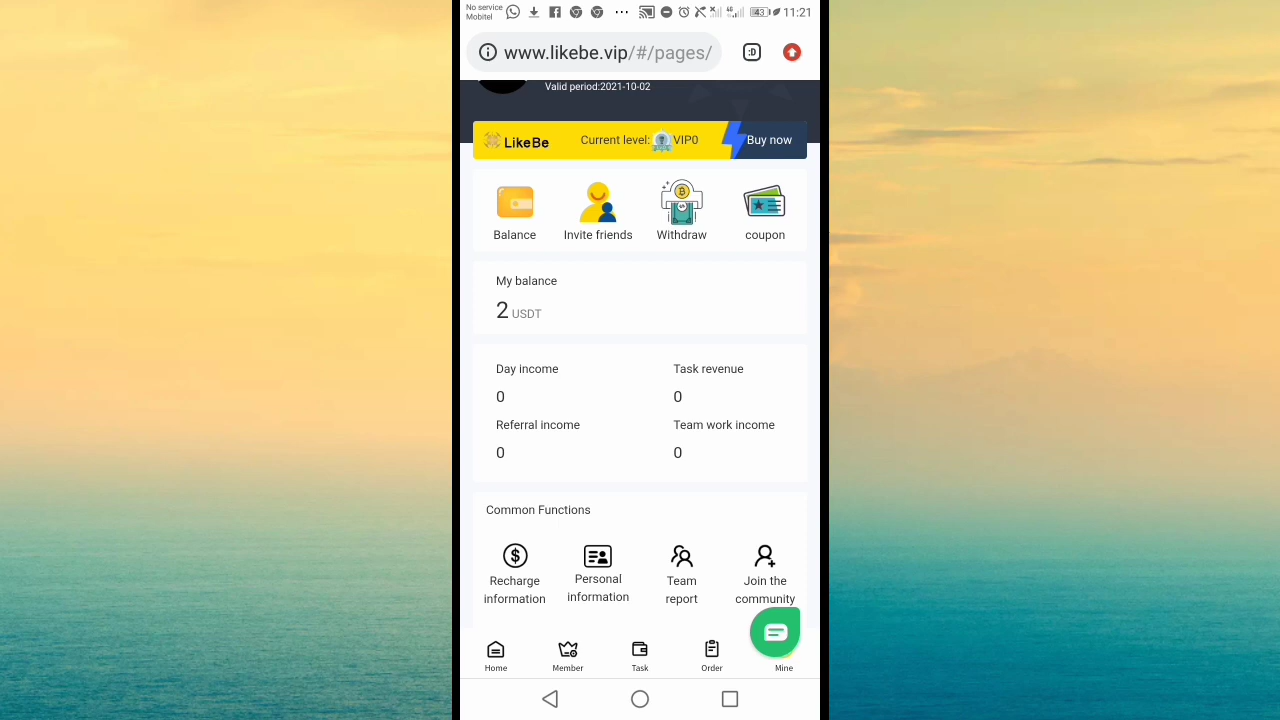 No service
Mobitel
4G
43
11:21
www.likebe.vip/#/pages/
:D
Valid period:2021-10-02
LikeBe
Current level:
VIP0
Buy now
Balance
Invite friends
Withdraw
coupon
My balance
2 USDT
Day income
Task revenue
0
0
Referral income
Team work income
0
0
Common Functions
Recharge
information
Personal
information
Team
report
Join the
community
Home
Member
Task
Order
Mine